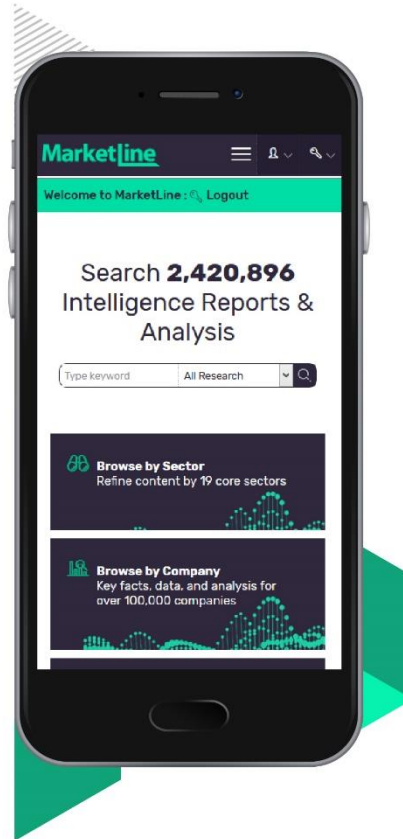 MarketLine
Welcome to MarketLine : Logout
Search 2,420,896
Intelligence Reports &
Analysis
Type keyword All Research
Browse by Sector
Refine content by 19 core sectors
Browse by Company
Key facts, data, and analysis for
over 100,000 companies